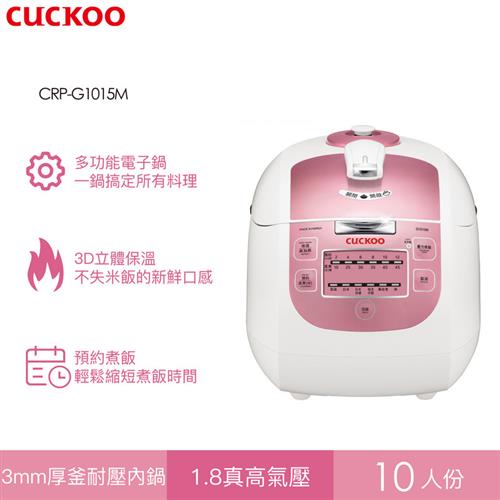 CUCKOO
CRP-G1015M
多功能電子鍋
一鍋搞定所有料理
3D立體保溫
不失米飯的新鮮口感
預約煮飯
輕鬆縮短煮飯時間
CUCKOO
3mm厚釜耐壓內鍋
1.8真高氣壓
10人份